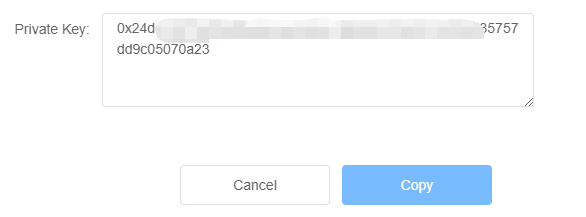 Private Key:
0x24d 35757
dd9c05070a23
Cancel
Copy